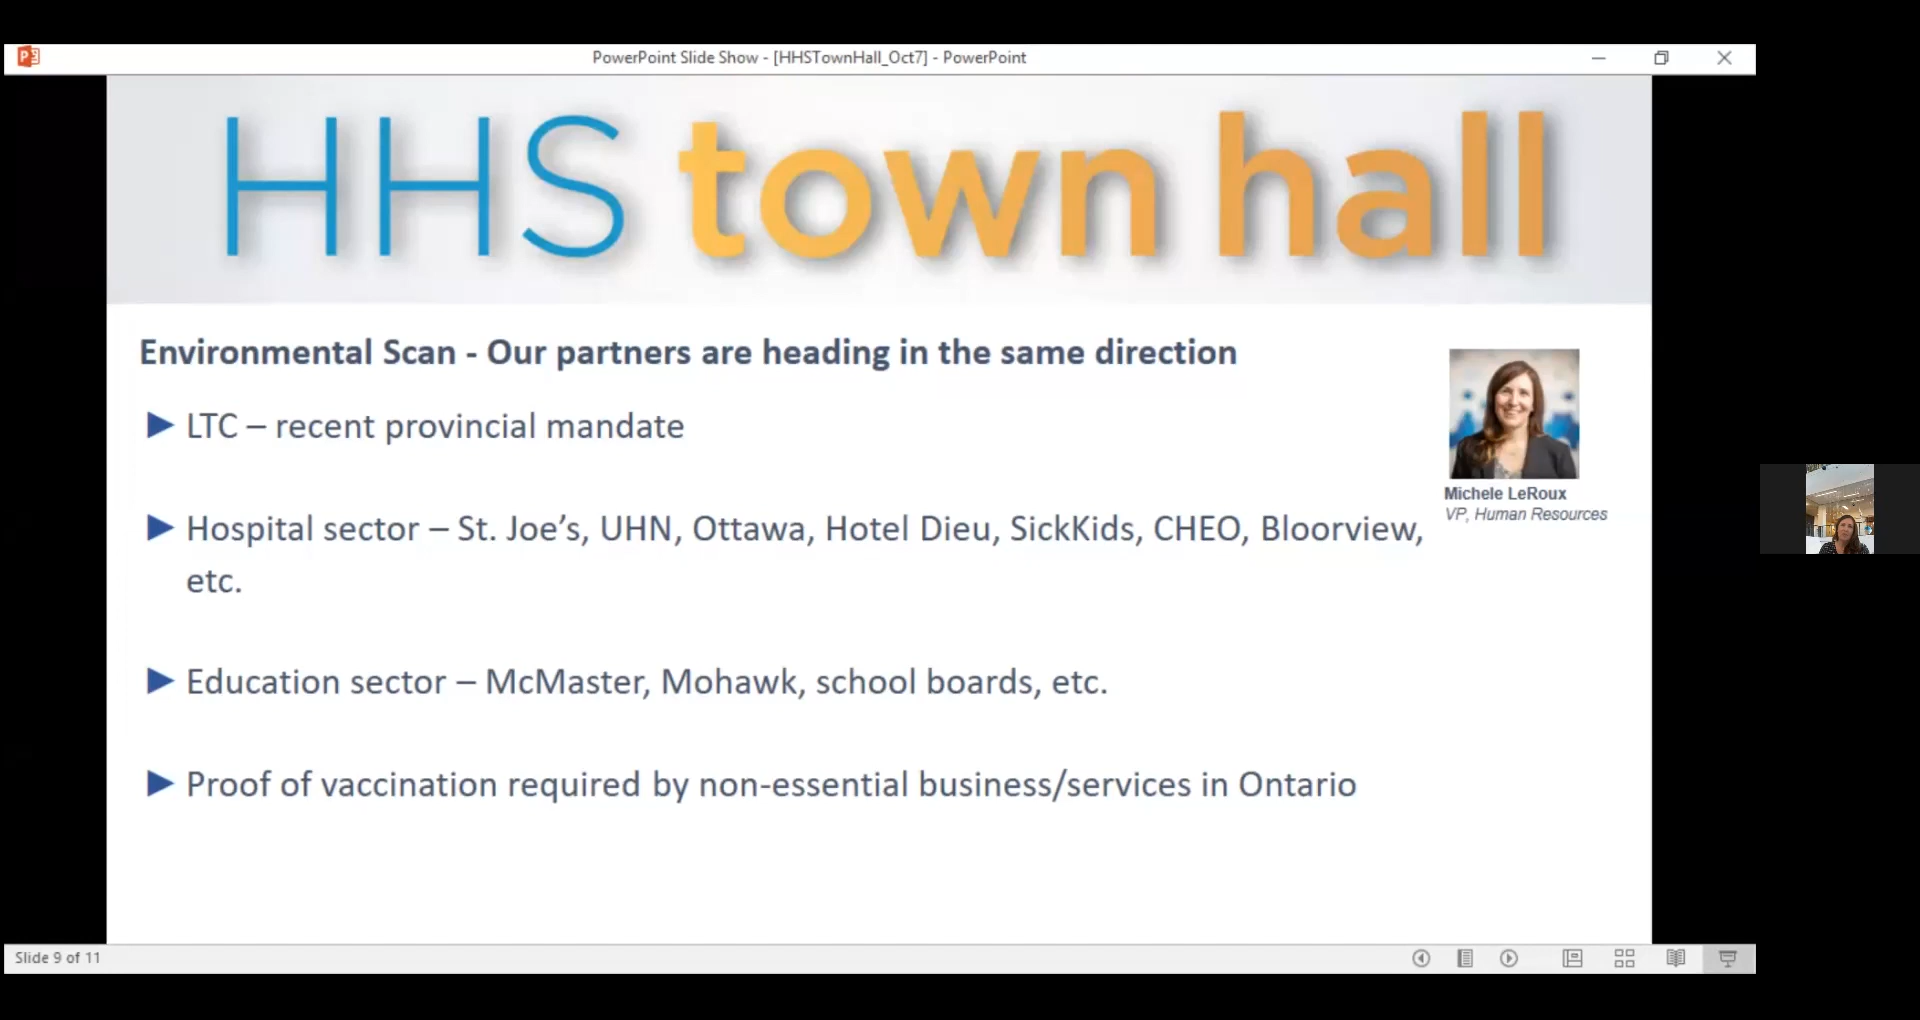 PowerPoint Slide Show - [HHSTownHall_Oct7] - PowerPoint
HHS town hall
Environmental Scan - Our partners are heading in the same direction
► LTC – recent provincial mandate
Michele LeRoux
VP, Human Resources
► Hospital sector – St. Joe’s, UHN, Ottawa, Hotel Dieu, SickKids, CHEO, Bloorview,
etc.
► Education sector – McMaster, Mohawk, school boards, etc.
► Proof of vaccination required by non-essential business/services in Ontario
Slide 9 of 11